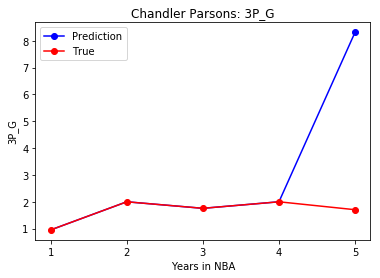 Chandler Parsons: 3P_G
Prediction
True
8
7
6
5
4
3
2
1
3P_G
1 2 3 4 5
Years in NBA